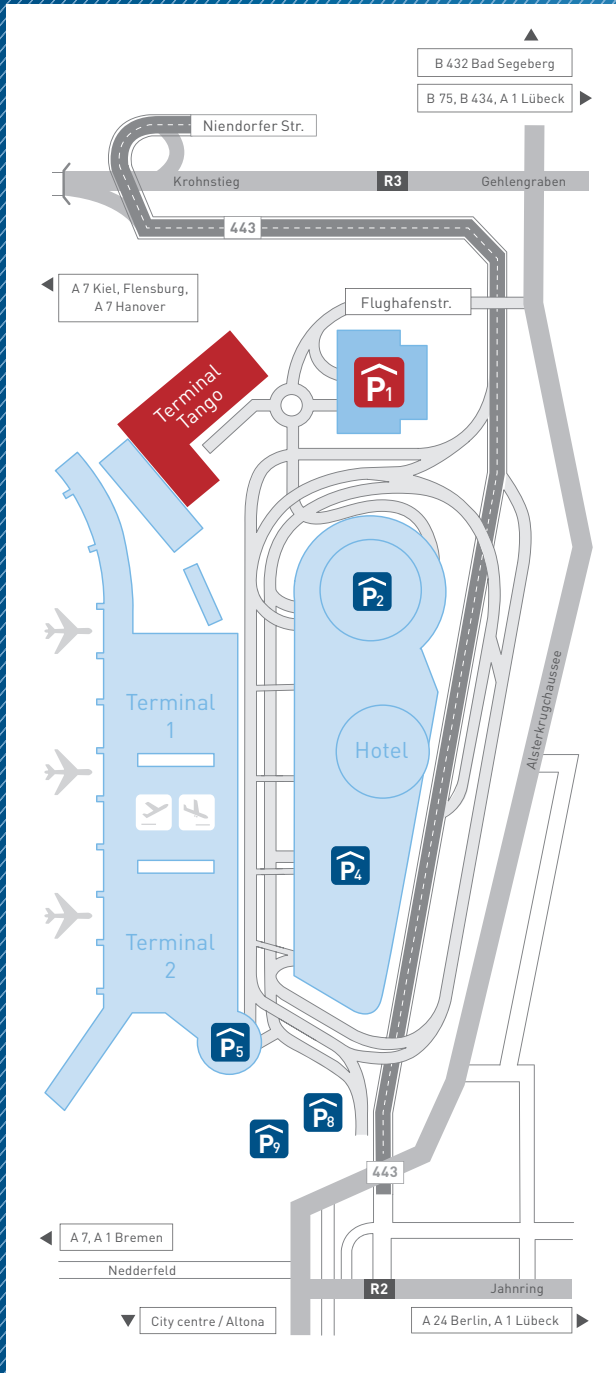 B 432 Bad Segeberg
B 75, B 434, A 1 Lübeck
Niendorfer Str.
Krohnstieg
R3
Gehlengraben
443
A 7 Kiel, Flensburg,
A 7 Hanover
Flughafenstr.
Terminal
Tango
P1
P2
Terminal
1
Hotel
Alsterkrugchaussee
P4
Terminal
2
P5
P8
P9
443
A 7, A 1 Bremen
Nedderfeld
R2
Jahnring
City centre / Altona
A 24 Berlin, A 1 Lübeck